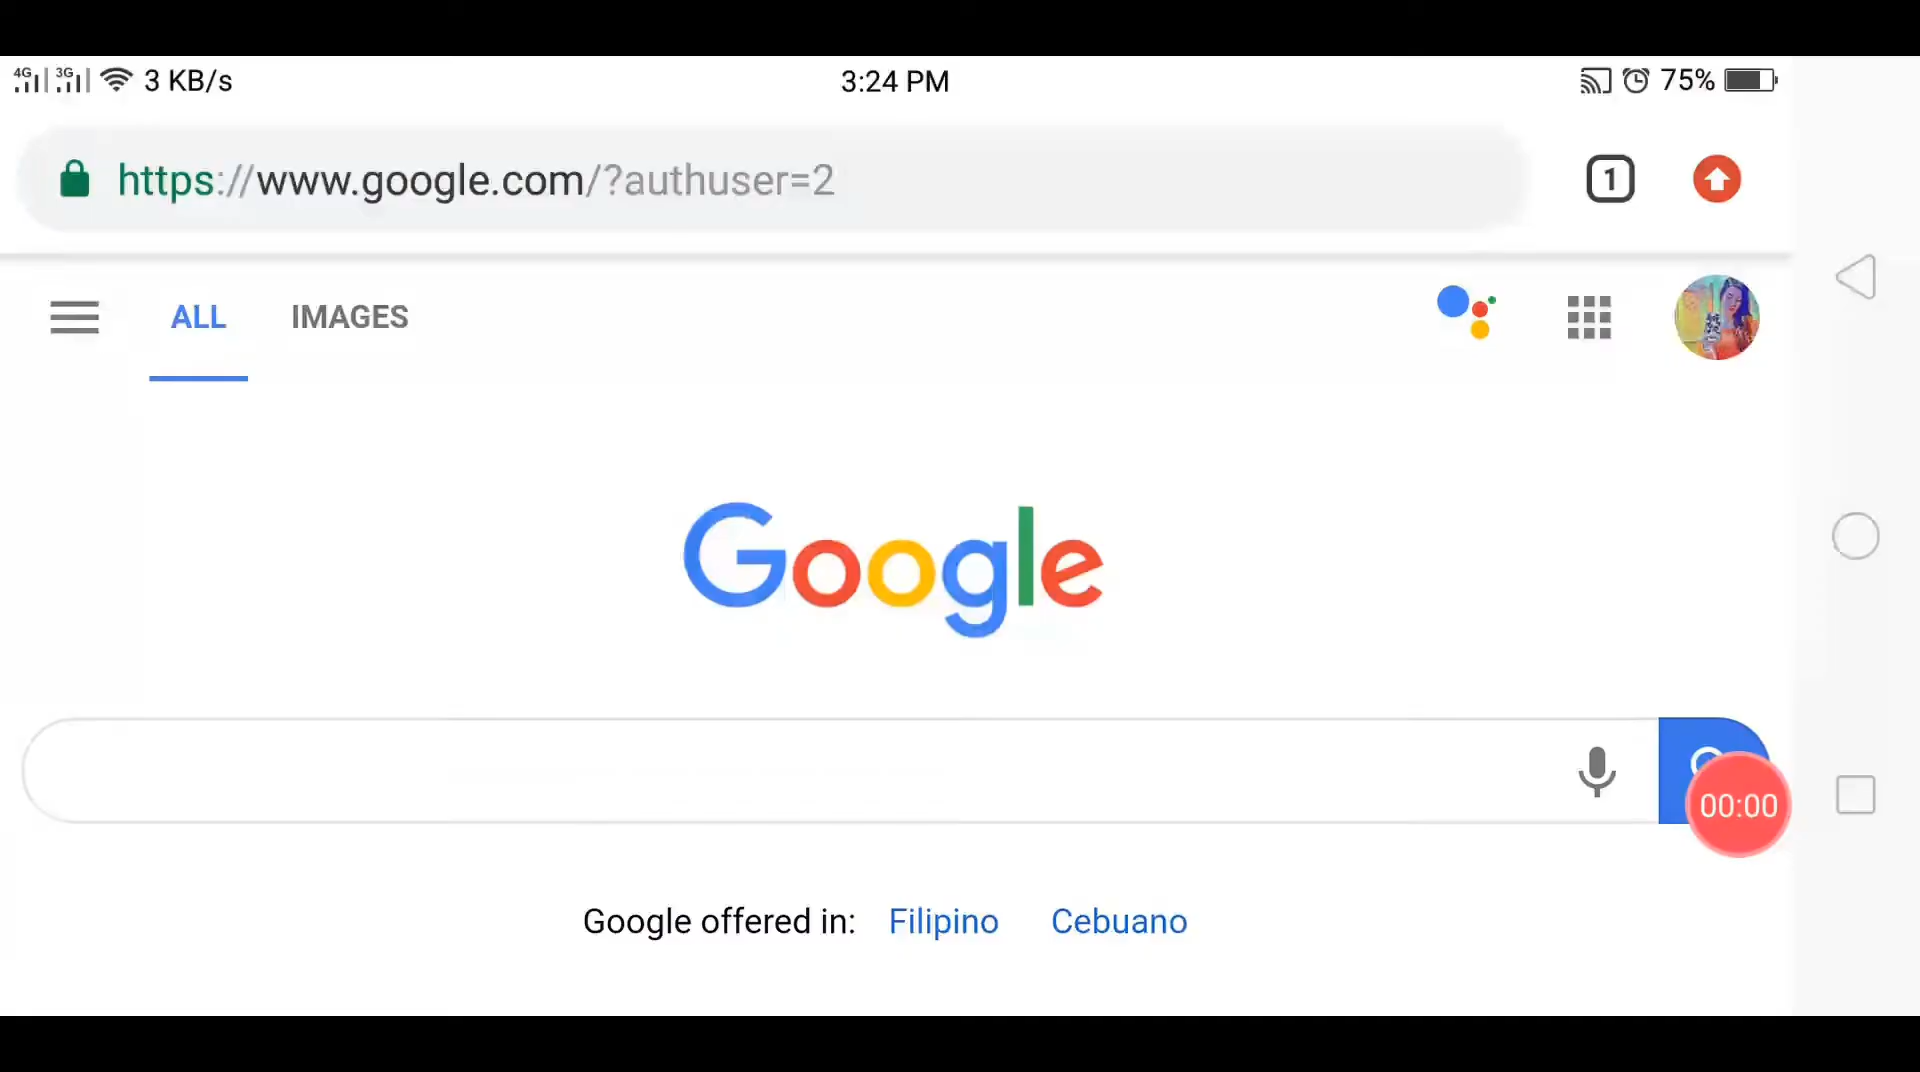 4G 3G 3 KB/s 3:24 PM 75%
https://www.google.com/?authuser=2 1
ALL IMAGES
Google
00:00
Google offered in: Filipino Cebuano